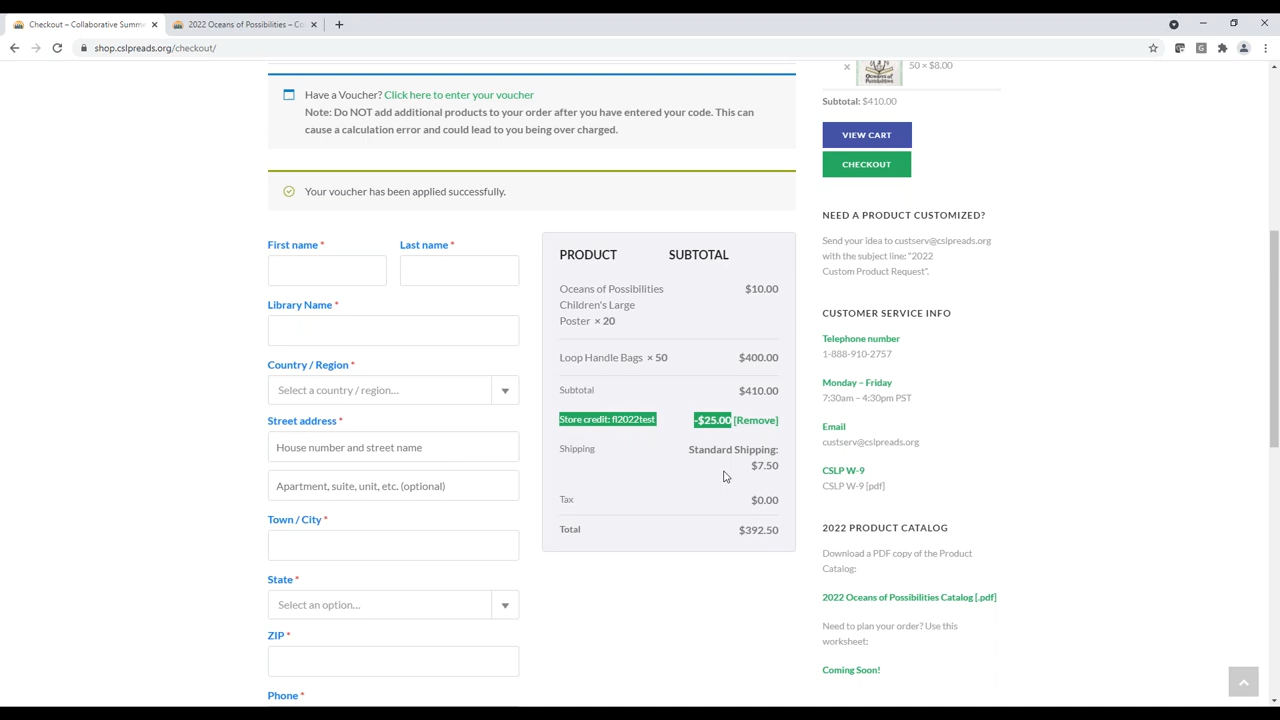 Checkout – Collaborative Summe
2022 Oceans of Possibilities – Co
shop.cslpreads.org/checkout/
Have a Voucher? Click here to enter your voucher
Note: Do NOT add additional products to your order after you have entered your code. This can
cause a calculation error and could lead to you being over charged.
Your voucher has been applied successfully.
First name *
Last name *
Library Name *
Country / Region *
Select a country / region...
Street address *
House number and street name
Apartment, suite, unit, etc. (optional)
Town / City *
State *
Select an option...
ZIP *
Phone *
PRODUCT SUBTOTAL
Oceans of Possibilities $10.00
Children's Large
Poster × 20
Loop Handle Bags × 50 $400.00
Subtotal $410.00
Store credit: fl2022test -$25.00 [Remove]
Shipping Standard Shipping:
$7.50
Tax $0.00
Total $392.50
Oceans of
Possibilities
50 × $8.00
Subtotal: $410.00
VIEW CART
CHECKOUT
NEED A PRODUCT CUSTOMIZED?
Send your idea to custserv@cslpreads.org
with the subject line: "2022
Custom Product Request".
CUSTOMER SERVICE INFO
Telephone number
1-888-910-2757
Monday – Friday
7:30am – 4:30pm PST
Email
custserv@cslpreads.org
CSLP W-9
CSLP W-9 [pdf]
2022 PRODUCT CATALOG
Download a PDF copy of the Product
Catalog:
2022 Oceans of Possibilities Catalog [.pdf]
Need to plan your order? Use this
worksheet:
Coming Soon!